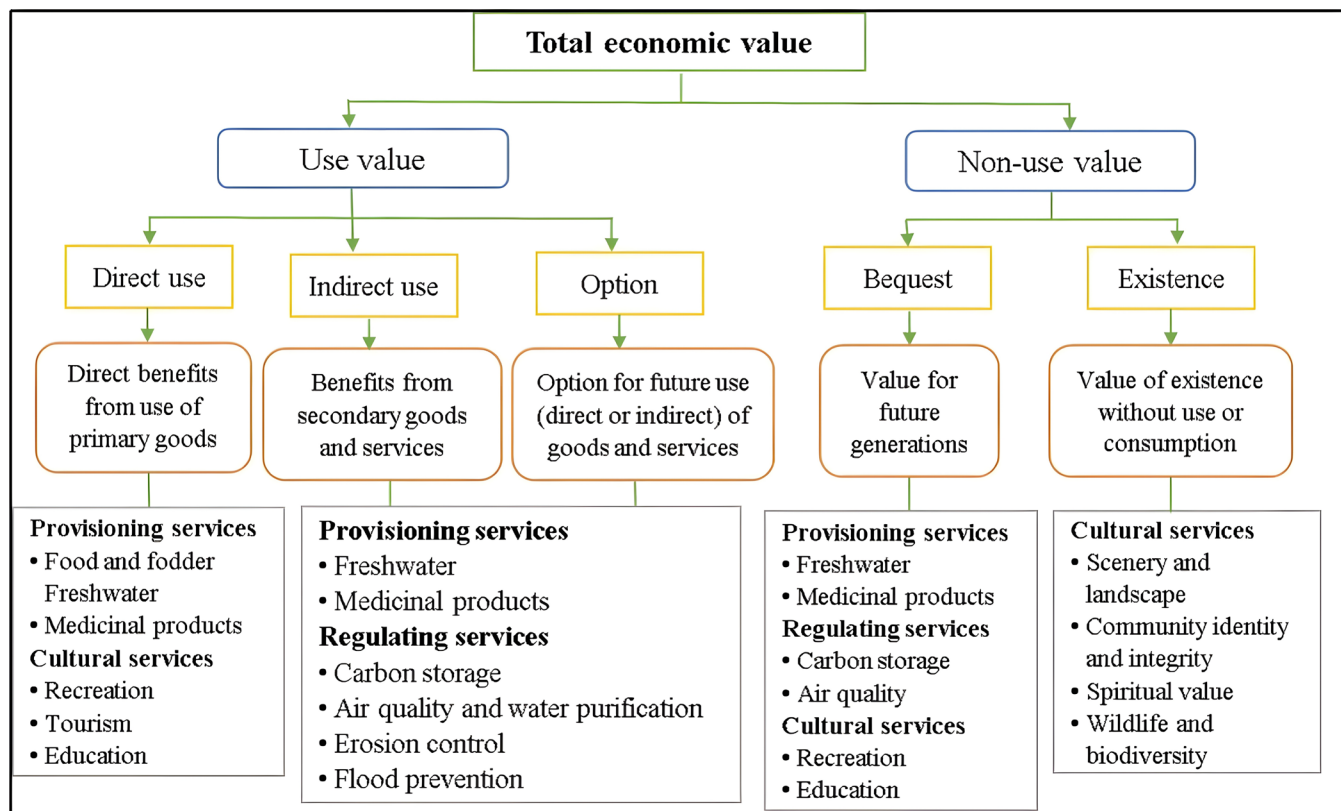 Total economic value
Use value
Non-use value
Direct use
Indirect use
Option
Bequest
Existence
Direct benefits
from use of
primary goods
Benefits from
secondary goods
and services
Option for future use
(direct or indirect) of
goods and services
Value for
future
generations
Value of existence
without use or
consumption
Provisioning services
• Food and fodder
Freshwater
• Medicinal products
Cultural services
• Recreation
• Tourism
• Education
Provisioning services
• Freshwater
• Medicinal products
Regulating services
• Carbon storage
• Air quality and water purification
• Erosion control
• Flood prevention
Provisioning services
• Freshwater
• Medicinal products
Regulating services
• Carbon storage
• Air quality
Cultural services
• Recreation
• Education
Cultural services
• Scenery and
landscape
• Community identity
and integrity
• Spiritual value
• Wildlife and
biodiversity